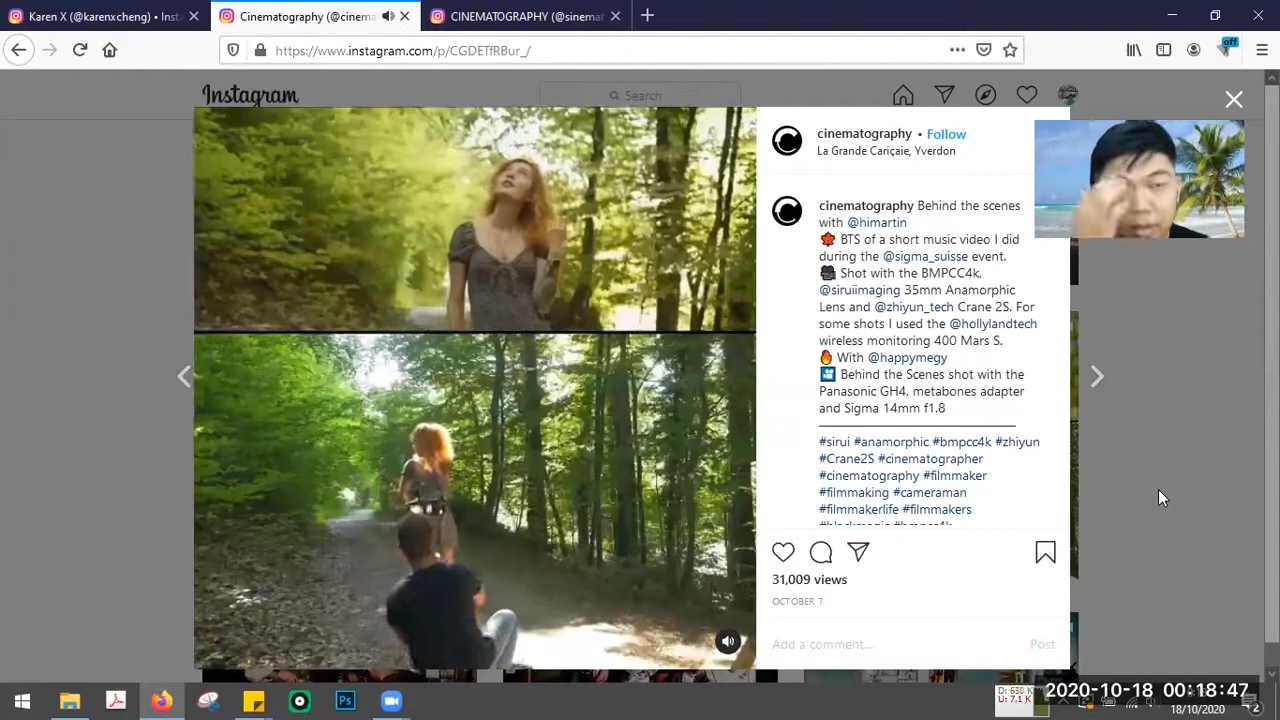 Karen X (@karenxcheng) • Inst
Cinematography (@cinema
CINEMATOGRAPHY (@sinemat
https://www.instagram.com/p/CGDETfRBur_/
off
Instagram
Search
cinematography • Follow
La Grande Cariçaie, Yverdon
cinematography Behind the scenes
with @himartin
🍁 BTS of a short music video I did
during the @sigma_suisse event.
🎥 Shot with the BMPCC4k,
@siruiimaging 35mm Anamorphic
Lens and @zhiyun_tech Crane 2S. For
some shots I used the @hollylandtech
wireless monitoring 400 Mars S.
🔥 With @happymegy
🎦 Behind the Scenes shot with the
Panasonic GH4, metabones adapter
and Sigma 14mm f1.8
#sirui #anamorphic #bmpcc4k #zhiyun
#Crane2S #cinematographer
#cinematography #filmmaker
#filmmaking #cameraman
#filmmakerlife #filmmakers
31,009 views
OCTOBER 7
Add a comment...
Post
Ps
2020-10-18 00:18:47
18/10/2020
2